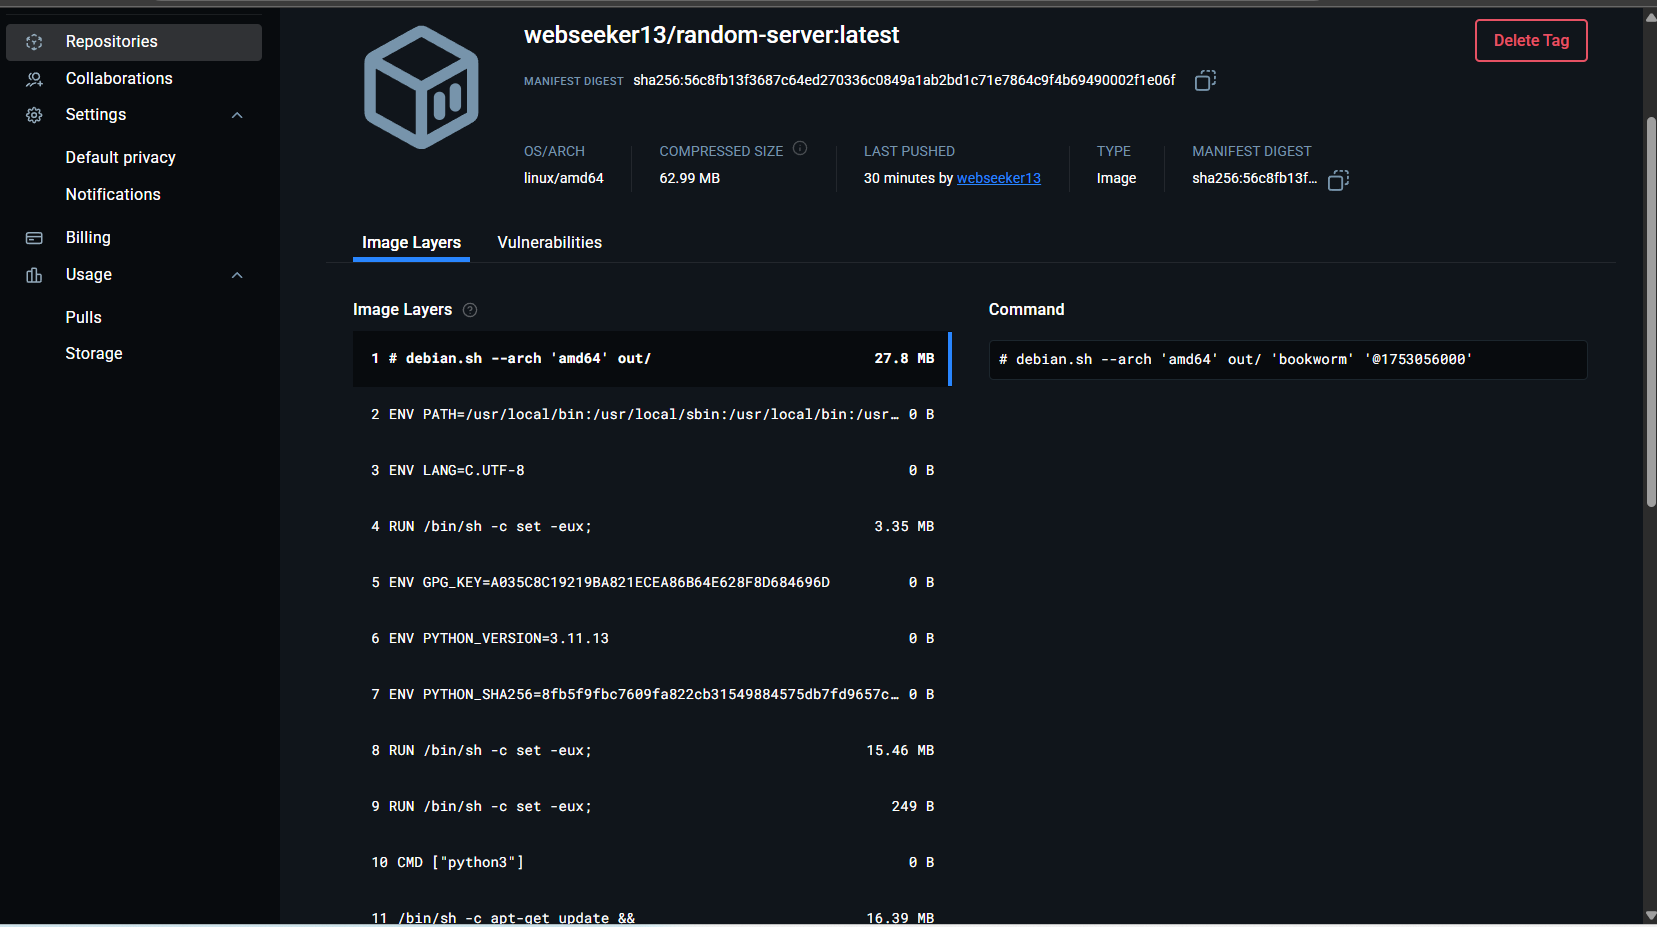 Repositories
Collaborations
Settings
Default privacy
Notifications
Billing
Usage
Pulls
Storage
webseeker13/random-server:latest
Delete Tag
MANIFEST DIGEST sha256:56c8fb13f3687c64ed270336c0849a1ab2bd1c71e7864c9f4b69490002f1e06f
OS/ARCH COMPRESSED SIZE LAST PUSHED TYPE MANIFEST DIGEST
linux/amd64 62.99 MB 30 minutes by webseeker13 Image sha256:56c8fb13f...
Image Layers Vulnerabilities
Image Layers Command
1 # debian.sh --arch 'amd64' out/ 27.8 MB
# debian.sh --arch 'amd64' out/ 'bookworm' '@1753056000'
2 ENV PATH=/usr/local/bin:/usr/local/sbin:/usr/local/bin:/usr… 0 B
3 ENV LANG=C.UTF-8 0 B
4 RUN /bin/sh -c set -eux; 3.35 MB
5 ENV GPG_KEY=A035C8C19219BA821ECEA86B64E628F8D684696D 0 B
6 ENV PYTHON_VERSION=3.11.13 0 B
7 ENV PYTHON_SHA256=8fb5f9fbc7609fa822cb31549884575db7fd9657c… 0 B
8 RUN /bin/sh -c set -eux; 15.46 MB
9 RUN /bin/sh -c set -eux; 249 B
10 CMD ["python3"] 0 B
11 /bin/sh -c apt-get update && 16.39 MB